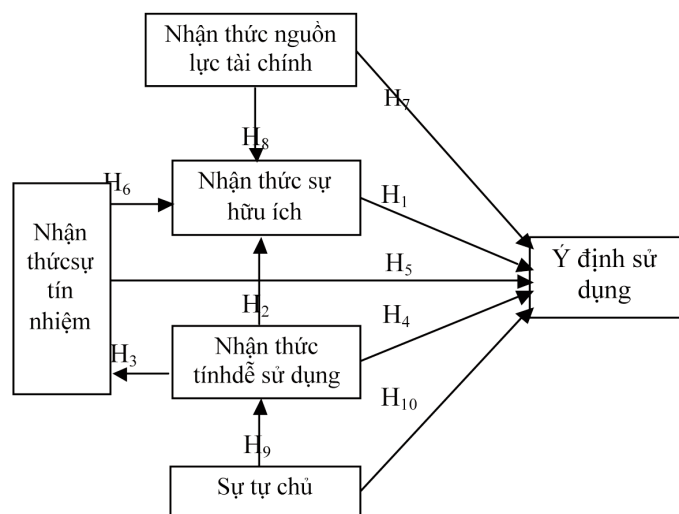 Nhận thức nguồn
lực tài chính
H7
H8
Nhận thức sự
hữu ích
H6
H1
Nhận
thứcsự
tín
nhiệm
Ý định sử
dụng
H5
H2
H4
Nhận thức
tínhdễ sử dụng
H3
H10
H9
Sự tự chủ